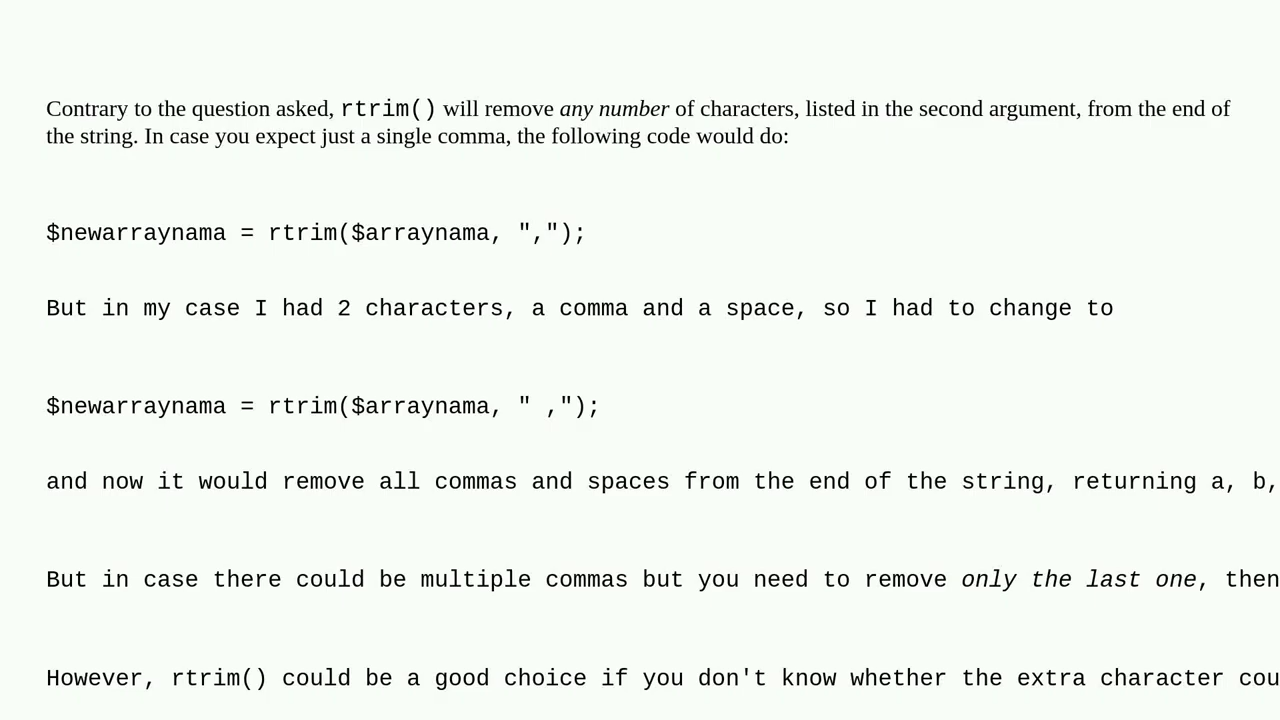 Contrary to the question asked, rtrim() will remove any number of characters, listed in the second argument, from the end of
the string. In case you expect just a single comma, the following code would do:
$newarraynama = rtrim($arraynama, ",");
But in my case I had 2 characters, a comma and a space, so I had to change to
$newarraynama = rtrim($arraynama, " ,");
and now it would remove all commas and spaces from the end of the string, returning a, b,
But in case there could be multiple commas but you need to remove only the last one, then
However, rtrim() could be a good choice if you don't know whether the extra character cou